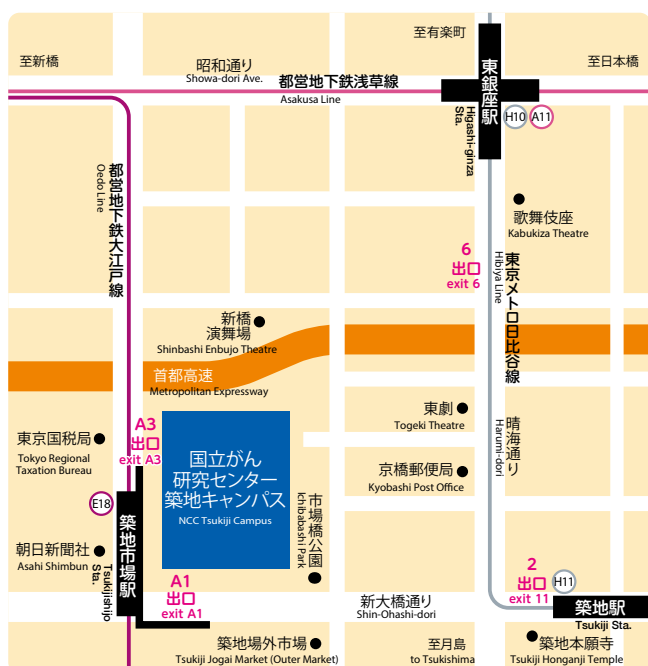 至有楽町
至新橋
昭和通り
Showa-dori Ave.
至日本橋
都営地下鉄浅草線
Asakusa Line
東銀座駅
Higashi-ginza
Sta.
H10
A11
都営地下鉄大江戸線
Oedo Line
歌舞伎座
Kabukiza Theatre
6
出口
exit 6
東京メトロ日比谷線
Hibiya Line
新橋
演舞場
Shinbashi Enbujo Theatre
首都高速
Metropolitan Expressway
A3
出口
exit A3
東京国税局
Tokyo Regional
Taxation Bureau
国立がん
研究センター
築地キャンパス
NCC Tsukiji Campus
東劇
Togeki Theatre
晴海通り
Harumi-dori
京橋郵便局
Kyobashi Post Office
市場橋公園
Ichibabashi Park
E18
築地市場駅
Tsukijishijo
Sta.
朝日新聞社
Asahi Shimbun
A1
出口
exit A1
新大橋通り
Shin-Ohashi-dori
2
出口
exit 11
H11
築地駅
Tsukiji Sta.
築地場外市場
Tsukiji Jogai Market (Outer Market)
至月島
to Tsukishima
築地本願寺
Tsukiji Honganji Temple